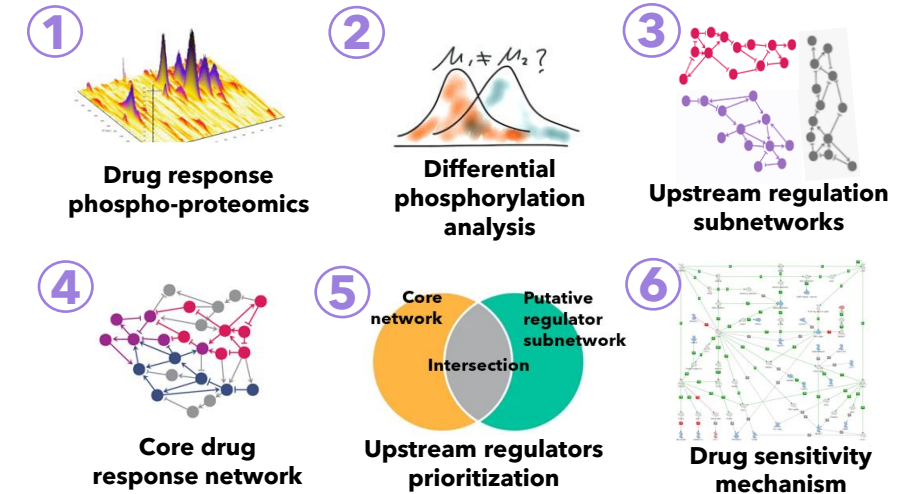 1
Drug response
phospho-proteomics
2
μ₁ ≠ μ₂ ?
Differential
phosphorylation
analysis
3
Upstream regulation
subnetworks
4
Core drug
response network
5
Core
network
Putative
regulator
subnetwork
Intersection
Upstream regulators
prioritization
6
Drug sensitivity
mechanism